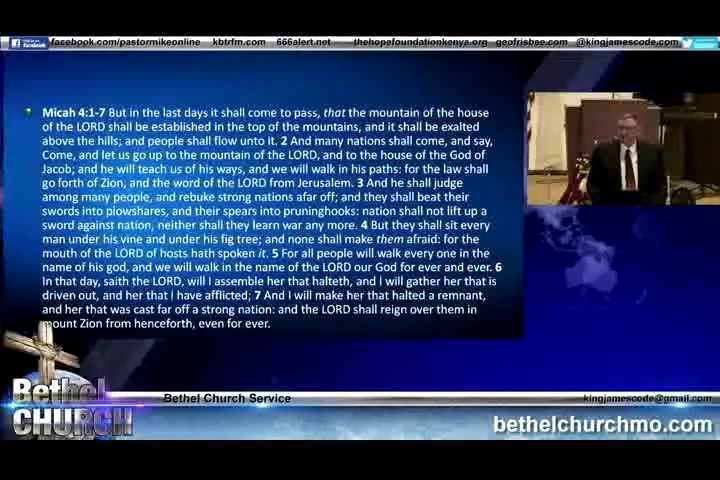 facebook.com/pastormikeonline kbtrfm.com 666alert.net thehopefoundationkenya.org geofrisbee.com @kingjamescode.com
Micah 4:1-7 But in the last days it shall come to pass, that the mountain of the house
of the LORD shall be established in the top of the mountains, and it shall be exalted
above the hills; and people shall flow unto it. 2 And many nations shall come, and say,
Come, and let us go up to the mountain of the LORD, and to the house of the God of
Jacob; and he will teach us of his ways, and we will walk in his paths: for the law shall
go forth of Zion, and the word of the LORD from Jerusalem. 3 And he shall judge
among many people, and rebuke strong nations afar off; and they shall beat their
swords into plowshares, and their spears into pruninghooks: nation shall not lift up a
sword against nation, neither shall they learn war any more. 4 But they shall sit every
man under his vine and under his fig tree; and none shall make them afraid: for the
mouth of the LORD of hosts hath spoken it. 5 For all people will walk every one in the
name of his god, and we will walk in the name of the LORD our God for ever and ever. 6
In that day, saith the LORD, will I assemble her that halteth, and I will gather her that is
driven out, and her that I have afflicted; 7 And I will make her that halted a remnant,
and her that was cast far off a strong nation: and the LORD shall reign over them in
mount Zion from henceforth, even for ever.
Bethel
CHURCH
Bethel Church Service
kingjamescode@gmail.com
bethelchurchmo.com